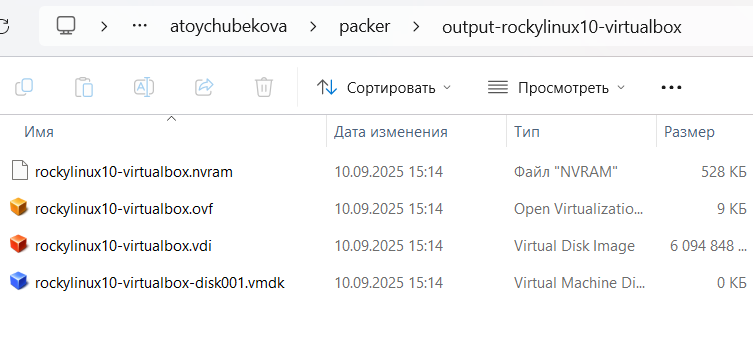 atoychubekova > packer > output-rockylinux10-virtualbox
Сортировать Просмотреть
Имя Дата изменения Тип Размер
rockylinux10-virtualbox.nvram 10.09.2025 15:14 Файл "NVRAM" 528 КБ
rockylinux10-virtualbox.ovf 10.09.2025 15:14 Open Virtualizatio... 9 КБ
rockylinux10-virtualbox.vdi 10.09.2025 15:14 Virtual Disk Image 6 094 848 ...
rockylinux10-virtualbox-disk001.vmdk 10.09.2025 15:14 Virtual Machine Di... 0 КБ